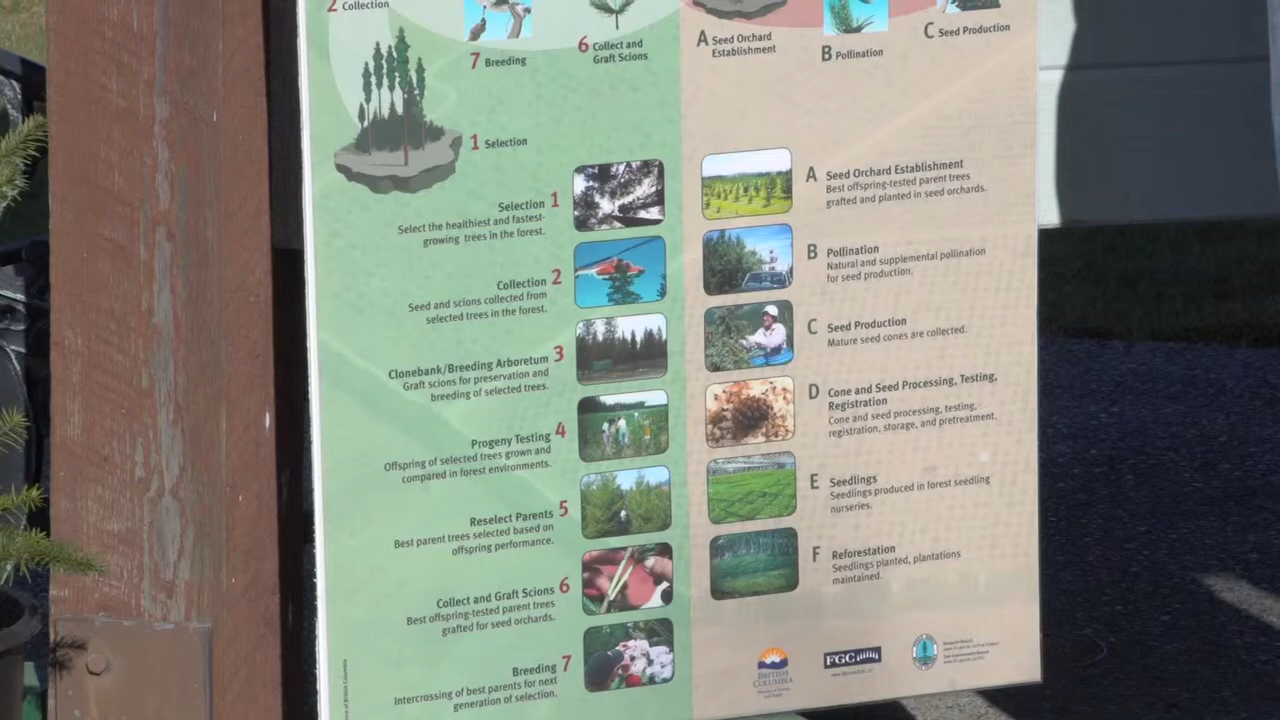 2 Collection
7 Breeding
6 Collect and
Graft Scions
A Seed Orchard
Establishment
B Pollination
C Seed Production
1 Selection
Selection 1
Select the healthiest and fastest-
growing trees in the forest.
Collection 2
Seed and scions collected from
selected trees in the forest.
Clonebank/Breeding Arboretum 3
Graft scions for preservation and
breeding of selected trees.
Progeny Testing 4
Offspring of selected trees grown and
compared in forest environments.
Reselect Parents 5
Best parent trees selected based on
offspring performance.
Collect and Graft Scions 6
Best offspring-tested parent trees
grafted for seed orchards.
Breeding 7
Intercrossing of best parents for next
generation of selection.
A Seed Orchard Establishment
Best offspring-tested parent trees
grafted and planted in seed orchards.
B Pollination
Natural and supplemental pollination
for seed production.
C Seed Production
Mature seed cones are collected.
D Cone and Seed Processing, Testing,
Registration
Cone and seed processing, testing,
registration, storage, and pretreatment.
E Seedlings
Seedlings produced in forest seedling
nurseries.
F Reforestation
Seedlings planted, plantations
maintained.
BRITISH
COLUMBIA
FGC
of British Columbia